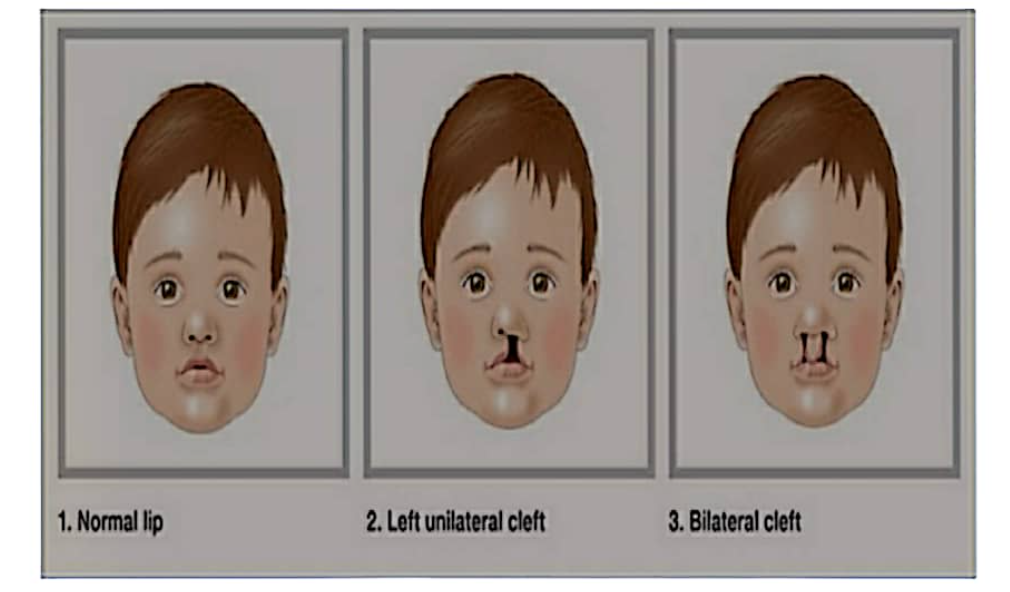 1. Normal lip
2. Left unilateral cleft
3. Bilateral cleft